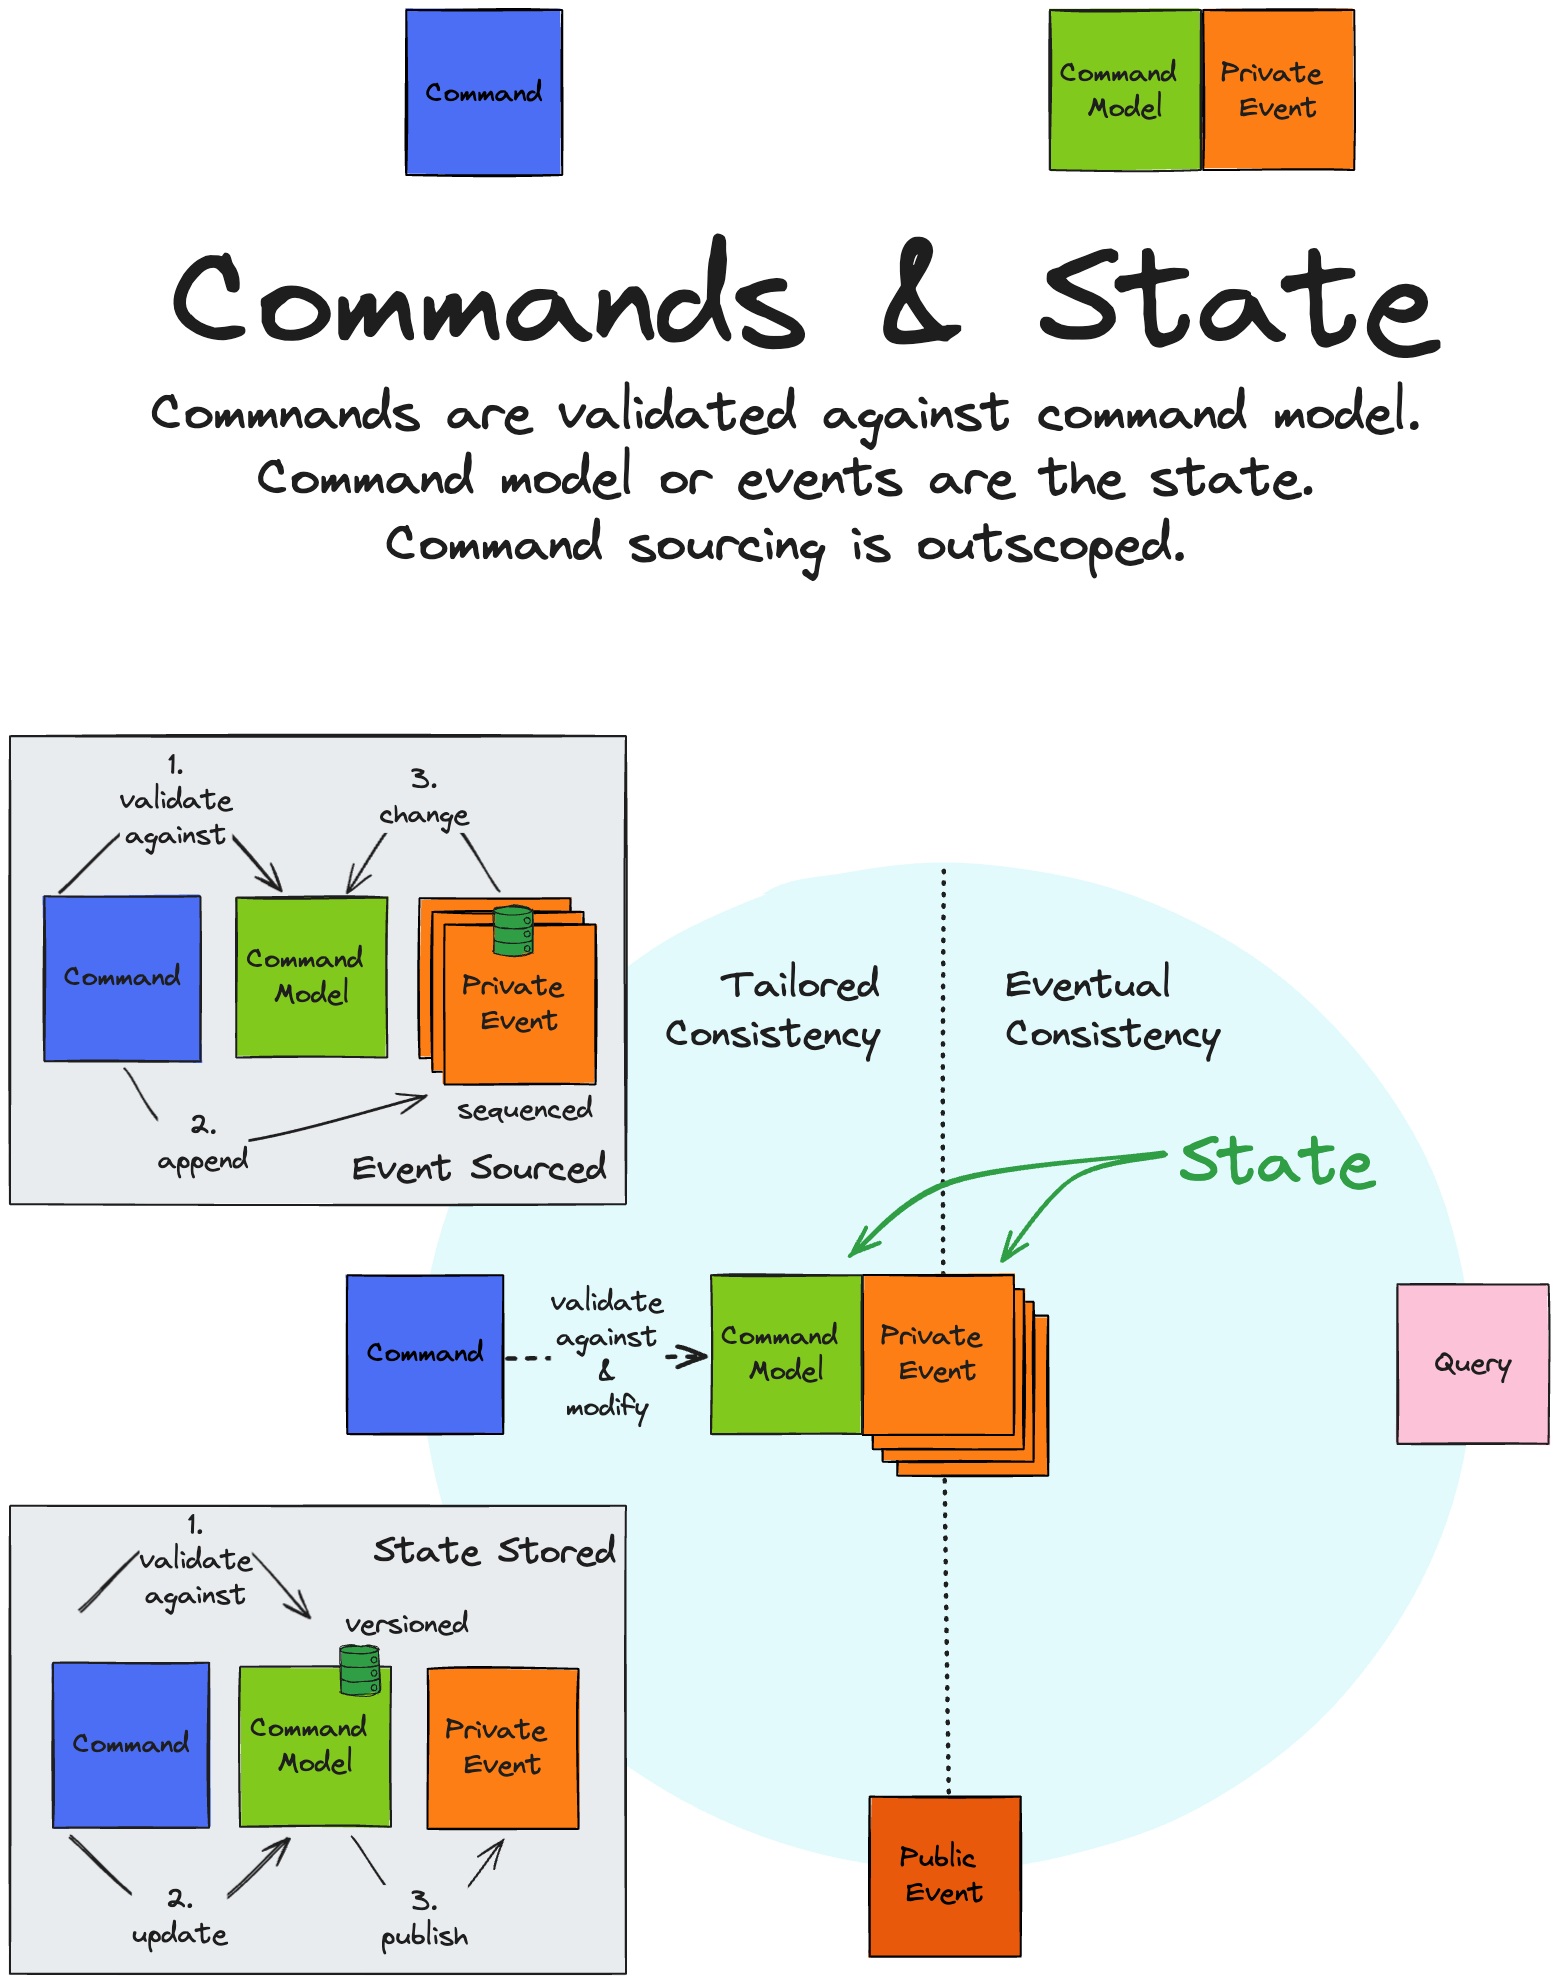 Command
Command
Model
Private
Event
Commands & State
Commnands are validated against command model.
Command model or events are the state.
Command sourcing is outscoped.
1.
validate
against
3.
change
Command
Command
Model
Private
Event
sequenced
2.
append
Event Sourced
Tailored
Consistency
Eventual
Consistency
State
Command
validate
against
&
modify
Command
Model
Private
Event
Query
1.
validate
against
State Stored
versioned
Command
Command
Model
Private
Event
2.
update
3.
publish
Public
Event